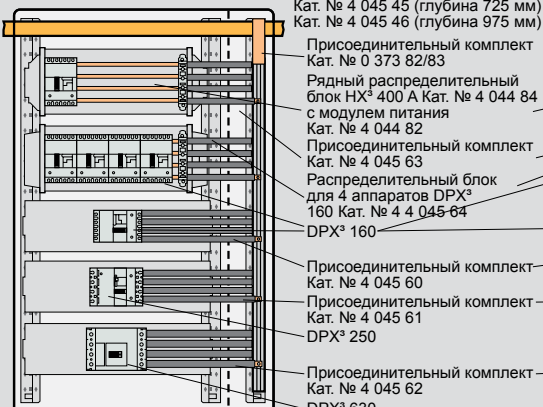 Кат. № 4 045 45 (глубина 725 мм)
Кат. № 4 045 46 (глубина 975 мм)
Присоединительный комплект
Кат. № 0 373 82/83
Рядный распределительный
блок HX³ 400 А Кат. № 4 044 84
с модулем питания
Кат. № 4 044 82
Присоединительный комплект
Кат. № 4 045 63
Распределительный блок
для 4 аппаратов DPX³
160 Кат. № 4 4 045 64
DPX³ 160
Присоединительный комплект
Кат. № 4 045 60
Присоединительный комплект
Кат. № 4 045 61
DPX³ 250
Присоединительный комплект
Кат. № 4 045 62
DPX³ 630